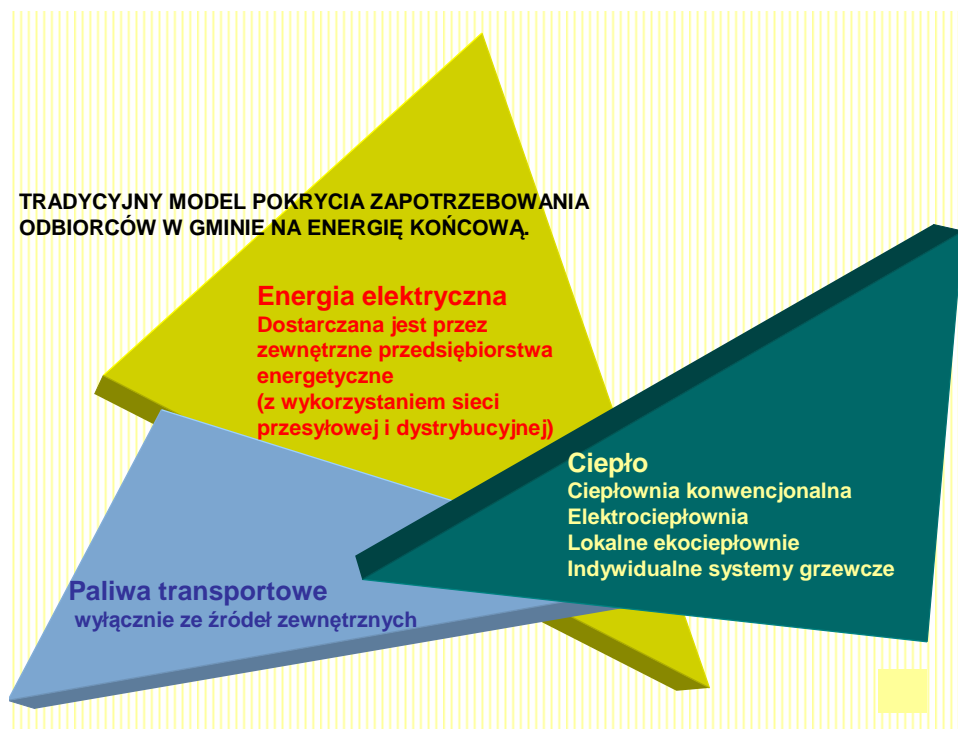 TRADYCYJNY MODEL POKRYCIA ZAPOTRZEBOWANIA
ODBIORCÓW W GMINIE NA ENERGIĘ KOŃCOWĄ.
Energia elektryczna
Dostarczana jest przez
zewnętrzne przedsiębiorstwa
energetyczne
(z wykorzystaniem sieci
przesyłowej i dystrybucyjnej)
Ciepło
Ciepłownia konwencjonalna
Elektrociepłownia
Lokalne ekociepłownie
Indywidualne systemy grzewcze
Paliwa transportowe
wyłącznie ze źródeł zewnętrznych